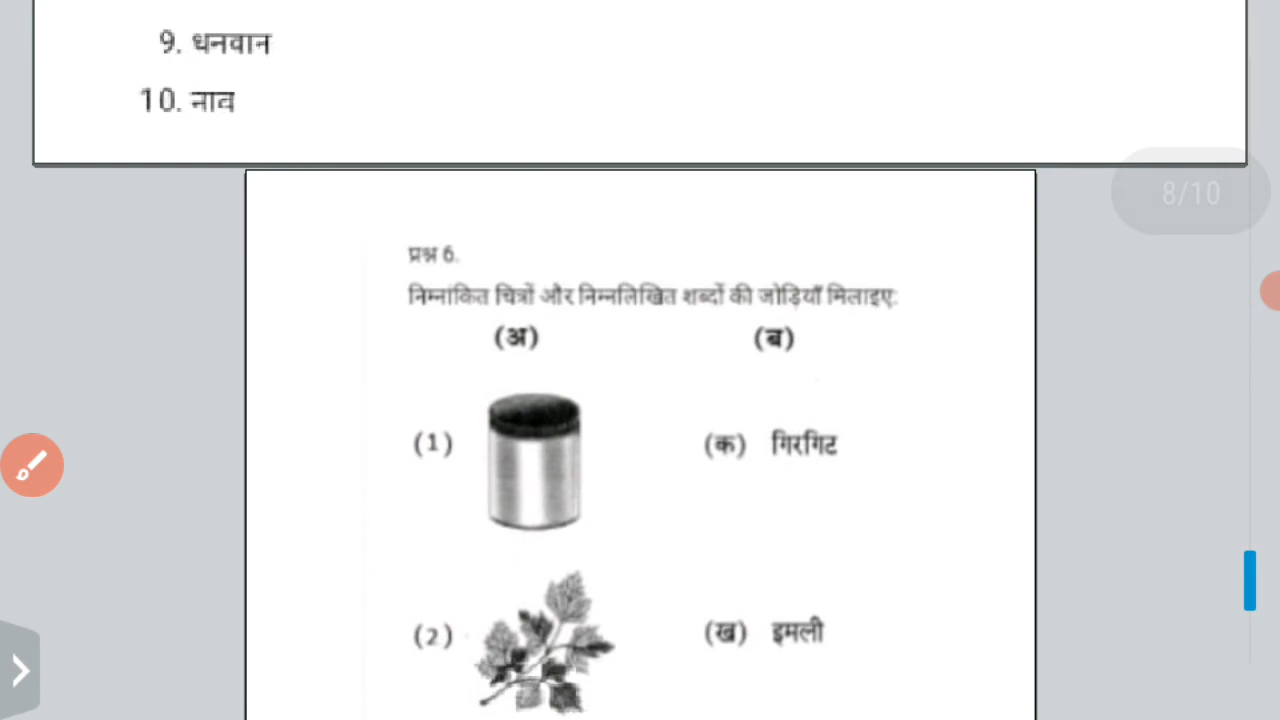 9. धनवान
10. नाव
8/10
प्रश्न 6.
निम्नांकित चित्रों और निम्नलिखित शब्दों की जोड़ियाँ मिलाइए:
(अ) (ब)
(1) (क) गिरगिट
(2) (ख) इमली